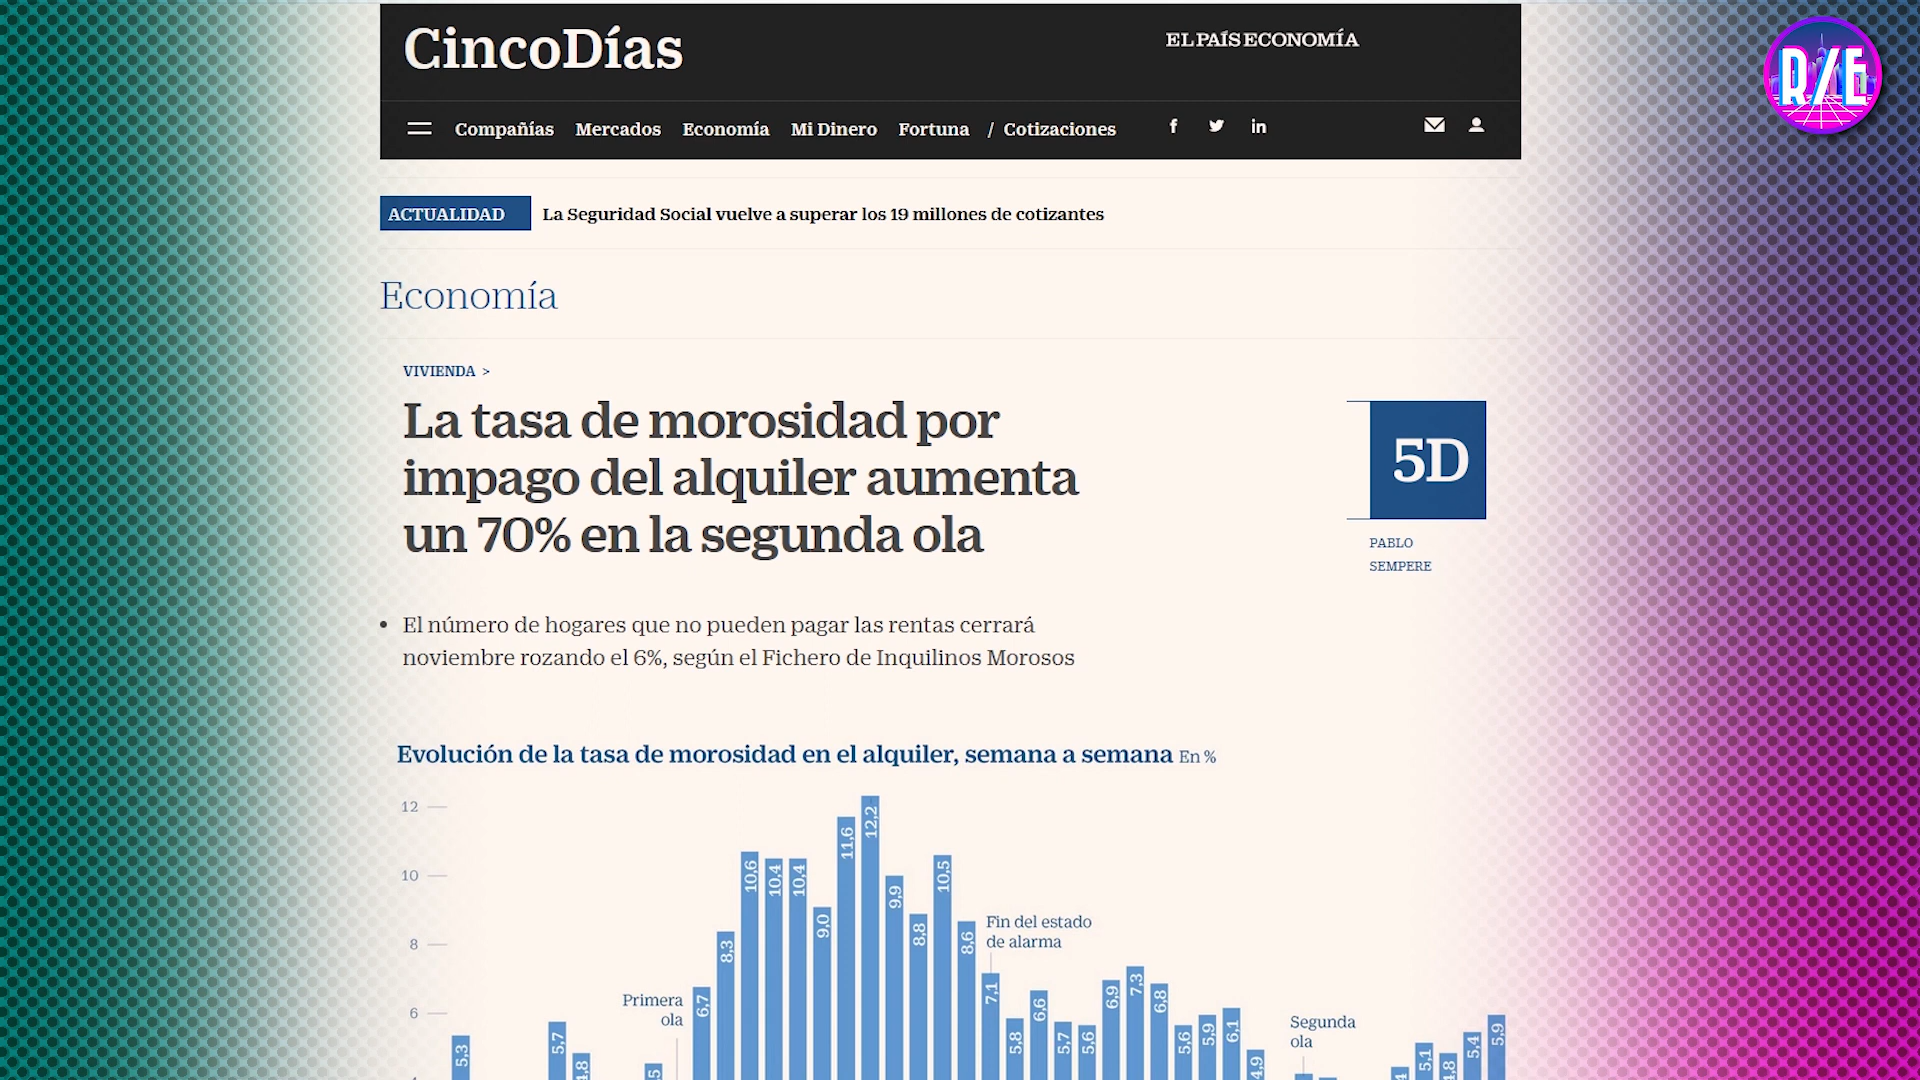 CincoDías
EL PAÍS ECONOMÍA
R/E
Compañías Mercados Economía Mi Dinero Fortuna / Cotizaciones
ACTUALIDAD La Seguridad Social vuelve a superar los 19 millones de cotizantes
Economía
VIVIENDA >
La tasa de morosidad por
impago del alquiler aumenta
un 70% en la segunda ola
5D
PABLO
SEMPERE
• El número de hogares que no pueden pagar las rentas cerrará
noviembre rozando el 6%, según el Fichero de Inquilinos Morosos
Evolución de la tasa de morosidad en el alquiler, semana a semana En %
12
10
8
6
Primera
ola
Fin del estado
de alarma
Segunda
ola
5,3
5,7
6,7
8,3
10,6
10,4
10,4
9,0
11,6
12,2
9,9
8,8
10,5
8,6
7,1
5,8
6,6
5,7
5,6
6,9
7,3
6,8
5,6
5,9
6,1
4,9
5,1
5,4
5,9